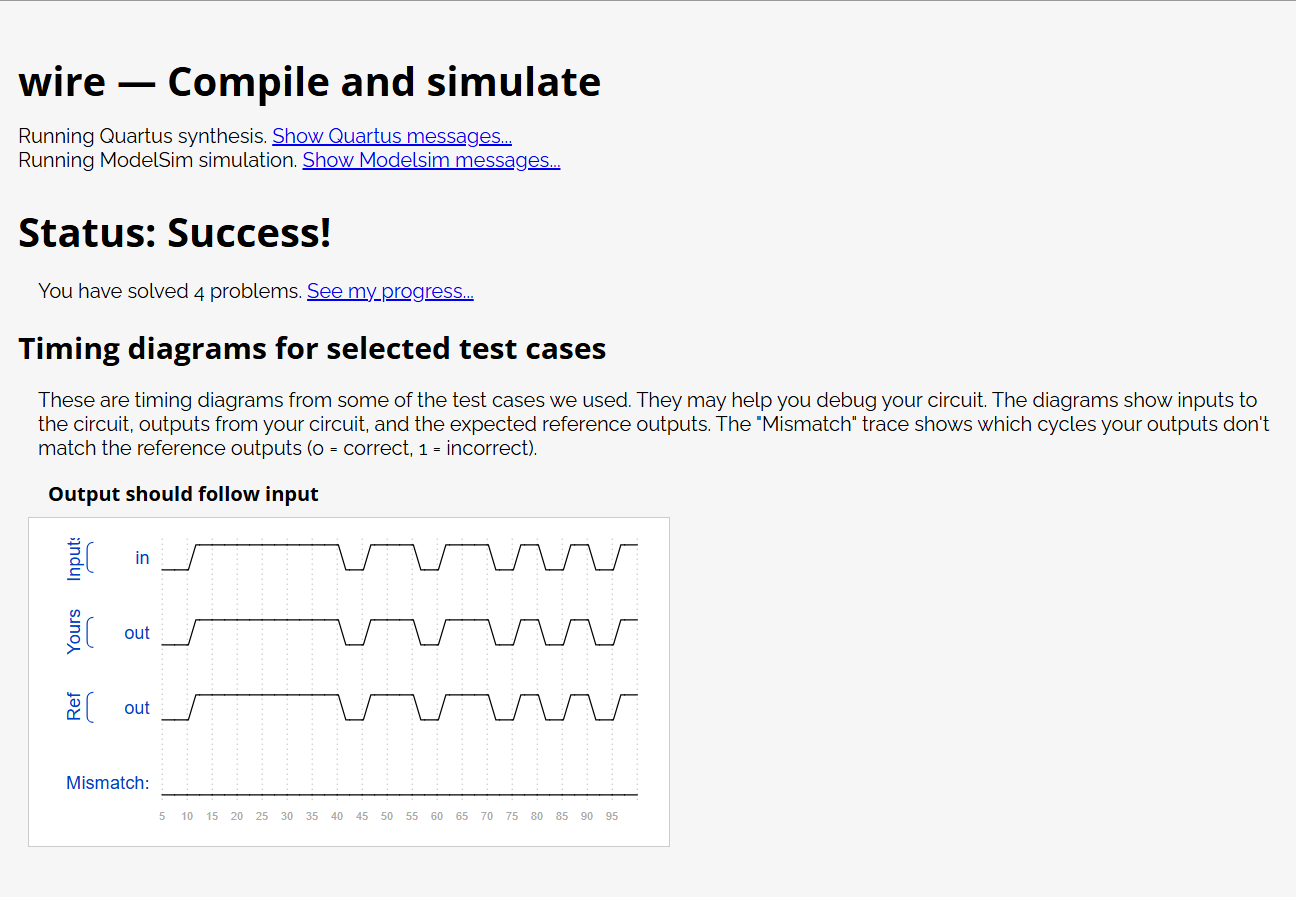 wire — Compile and simulate
Running Quartus synthesis. Show Quartus messages...
Running ModelSim simulation. Show Modelsim messages...
Status: Success!
You have solved 4 problems. See my progress...
Timing diagrams for selected test cases
These are timing diagrams from some of the test cases we used. They may help you debug your circuit. The diagrams show inputs to
the circuit, outputs from your circuit, and the expected reference outputs. The "Mismatch" trace shows which cycles your outputs don't
match the reference outputs (0 = correct, 1 = incorrect).
Output should follow input
Inputs
in
Yours
out
Ref
out
Mismatch:
5 10 15 20 25 30 35 40 45 50 55 60 65 70 75 80 85 90 95